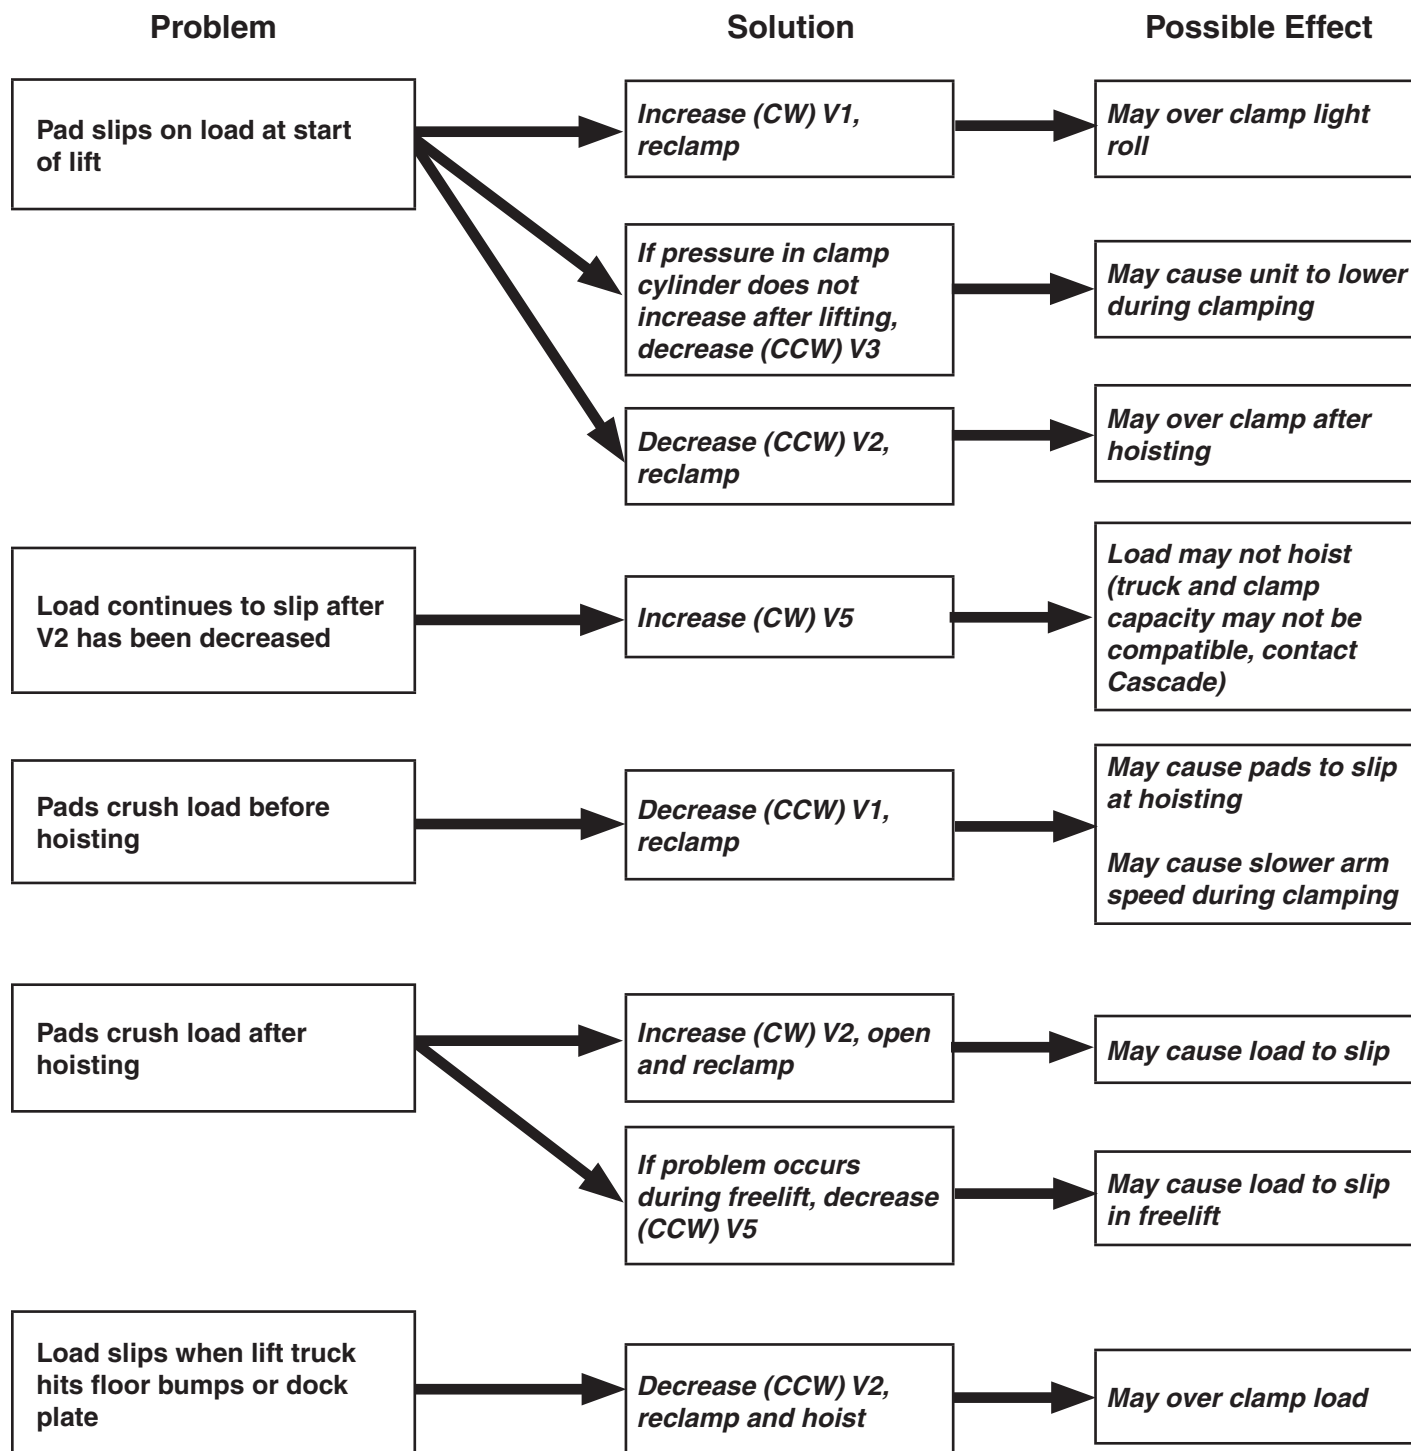 Problem
Solution
Possible Effect
Pad slips on load at start
of lift
Increase (CW) V1,
reclamp
May over clamp light
roll
If pressure in clamp
cylinder does not
increase after lifting,
decrease (CCW) V3
May cause unit to lower
during clamping
Decrease (CCW) V2,
reclamp
May over clamp after
hoisting
Load continues to slip after
V2 has been decreased
Increase (CW) V5
Load may not hoist
(truck and clamp
capacity may not be
compatible, contact
Cascade)
Pads crush load before
hoisting
Decrease (CCW) V1,
reclamp
May cause pads to slip
at hoisting
May cause slower arm
speed during clamping
Pads crush load after
hoisting
Increase (CW) V2, open
and reclamp
May cause load to slip
If problem occurs
during freelift, decrease
(CCW) V5
May cause load to slip
in freelift
Load slips when lift truck
hits floor bumps or dock
plate
Decrease (CCW) V2,
reclamp and hoist
May over clamp load